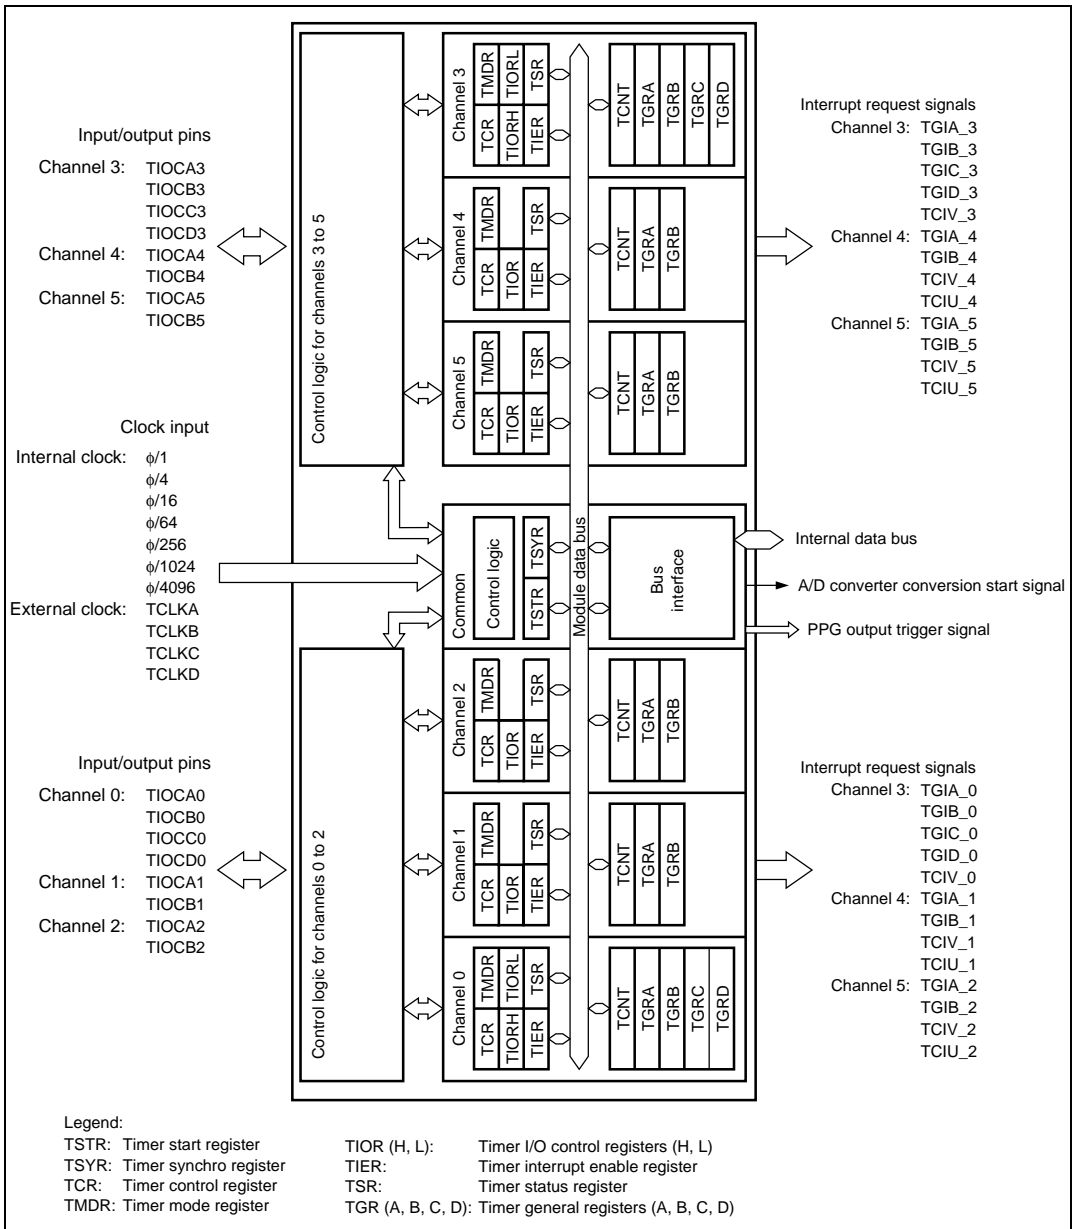 Input/output pins
Channel 3: TIOCA3
TIOCB3
TIOCC3
TIOCD3
Channel 4: TIOCA4
TIOCB4
Channel 5: TIOCA5
TIOCB5
Clock input
Internal clock: ϕ/1
ϕ/4
ϕ/16
ϕ/64
ϕ/256
ϕ/1024
ϕ/4096
External clock: TCLKA
TCLKB
TCLKC
TCLKD
Input/output pins
Channel 0: TIOCA0
TIOCB0
TIOCC0
TIOCD0
Channel 1: TIOCA1
TIOCB1
Channel 2: TIOCA2
TIOCB2
Control logic for channels 3 to 5
Control logic for channels 0 to 2
Channel 3
TMDR TIORL TSR
TCR TIORH TIER
TCNT
TGRA
TGRB
TGRC
TGRD
Channel 4
TMDR TSR
TCR TIOR TIER
TCNT
TGRA
TGRB
Channel 5
TMDR TSR
TCR TIOR TIER
TCNT
TGRA
TGRB
Common
Control logic
TSYR
TSTR
Module data bus
Bus
interface
Channel 2
TMDR TSR
TCR TIOR TIER
TCNT
TGRA
TGRB
Channel 1
TMDR TSR
TCR TIOR TIER
TCNT
TGRA
TGRB
Channel 0
TMDR TIORL TSR
TCR TIORH TIER
TCNT
TGRA
TGRB
TGRC
TGRD
Interrupt request signals
Channel 3: TGIA_3
TGIB_3
TGIC_3
TGID_3
TCIV_3
Channel 4: TGIA_4
TGIB_4
TCIV_4
TCIU_4
Channel 5: TGIA_5
TGIB_5
TCIV_5
TCIU_5
Internal data bus
A/D converter conversion start signal
PPG output trigger signal
Interrupt request signals
Channel 3: TGIA_0
TGIB_0
TGIC_0
TGID_0
TCIV_0
Channel 4: TGIA_1
TGIB_1
TCIV_1
TCIU_1
Channel 5: TGIA_2
TGIB_2
TCIV_2
TCIU_2
Legend:
TSTR: Timer start register
TSYR: Timer synchro register
TCR: Timer control register
TMDR: Timer mode register
TIOR (H, L): Timer I/O control registers (H, L)
TIER: Timer interrupt enable register
TSR: Timer status register
TGR (A, B, C, D): Timer general registers (A, B, C, D)